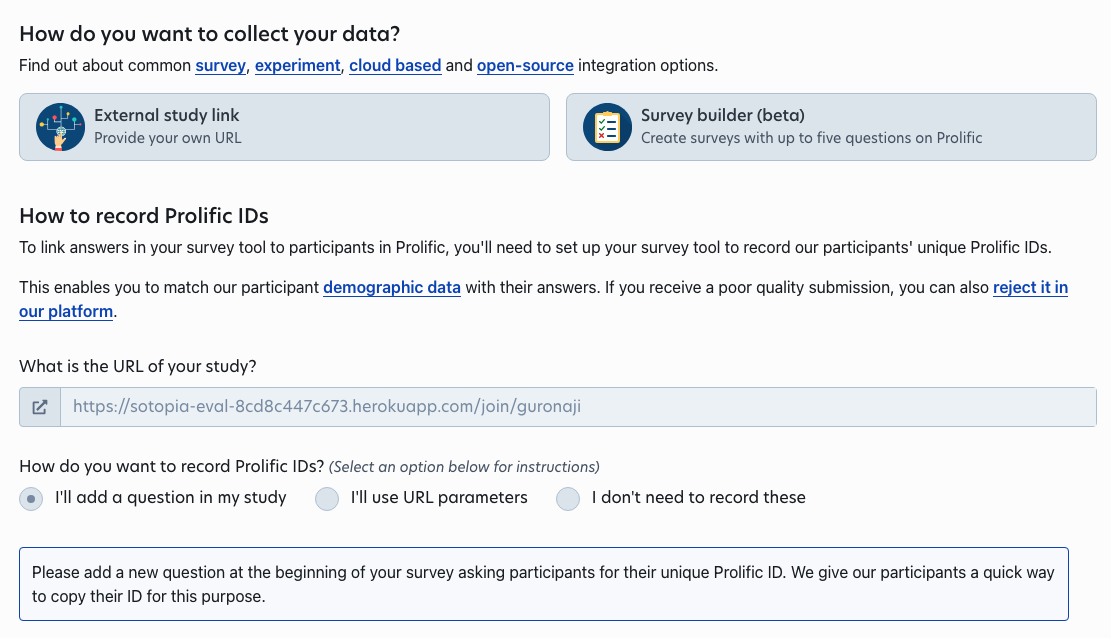 How do you want to collect your data?
Find out about common survey, experiment, cloud based and open-source integration options.
External study link
Provide your own URL
Survey builder (beta)
Create surveys with up to five questions on Prolific
How to record Prolific IDs
To link answers in your survey tool to participants in Prolific, you'll need to set up your survey tool to record our participants' unique Prolific IDs.
This enables you to match our participant demographic data with their answers. If you receive a poor quality submission, you can also reject it in
our platform.
What is the URL of your study?
https://sotopia-eval-8cd8c447c673.herokuapp.com/join/guronaji
How do you want to record Prolific IDs? (Select an option below for instructions)
I'll add a question in my study
I'll use URL parameters
I don't need to record these
Please add a new question at the beginning of your survey asking participants for their unique Prolific ID. We give our participants a quick way
to copy their ID for this purpose.